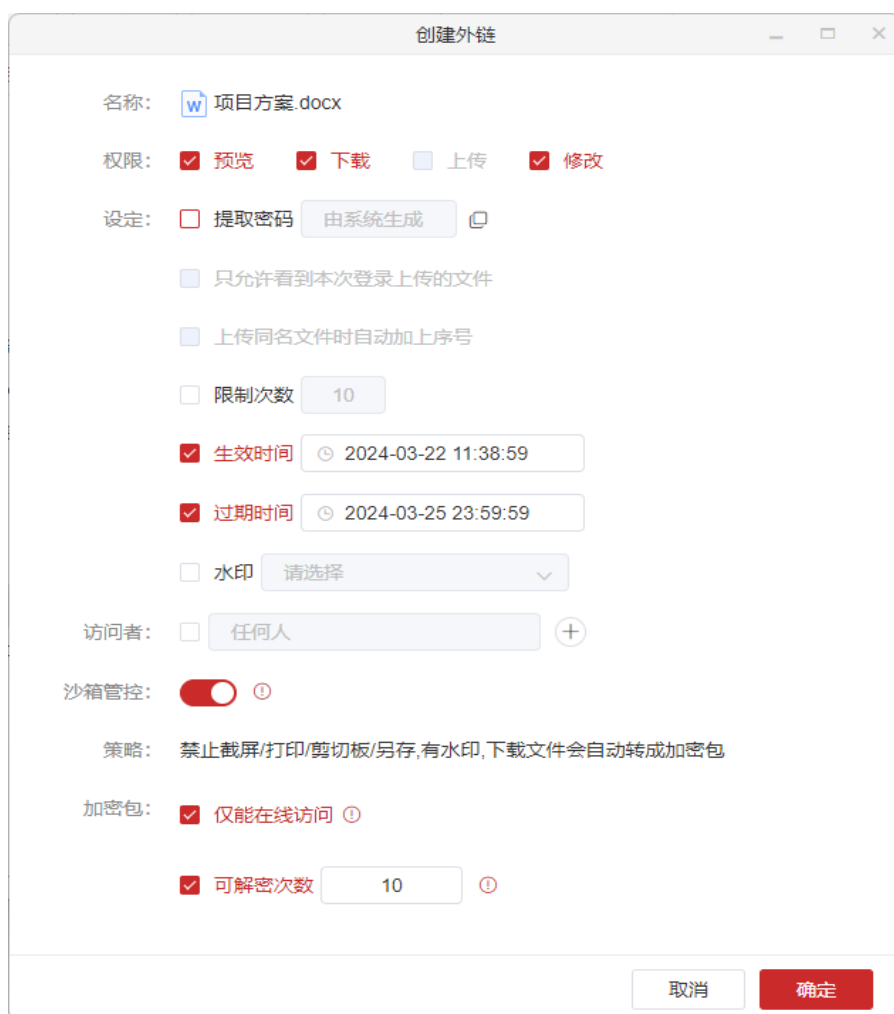 创建外链
名称： 项目方案.docx
权限： 预览 下载 上传 修改
设定： 提取密码 由系统生成
只允许看到本次登录上传的文件
上传同名文件时自动加上序号
限制次数 10
生效时间 2024-03-22 11:38:59
过期时间 2024-03-25 23:59:59
水印 请选择
访问者： 任何人
沙箱管控：
策略： 禁止截屏/打印/剪切板/另存,有水印,下载文件会自动转成加密包
加密包： 仅能在线访问
可解密次数 10
取消 确定